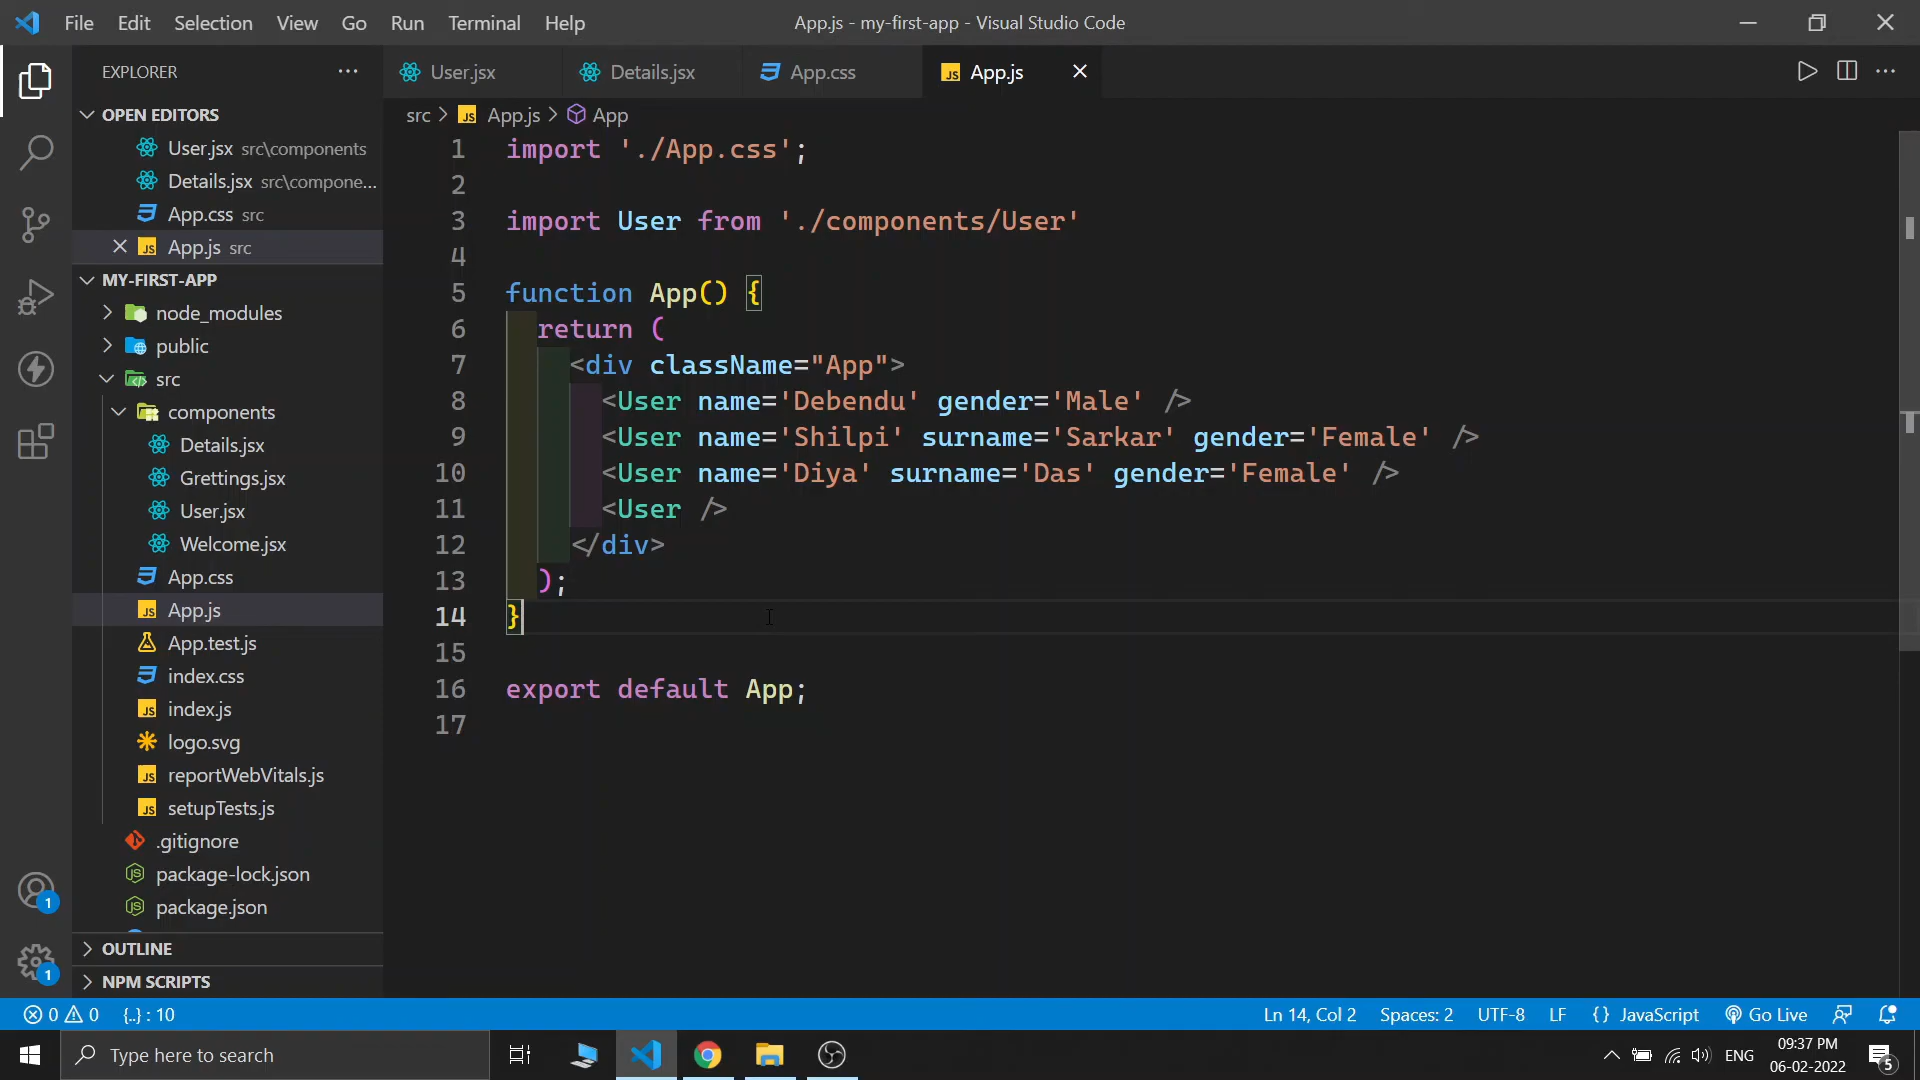 File Edit Selection View Go Run Terminal Help
App.js - my-first-app - Visual Studio Code
EXPLORER
User.jsx
Details.jsx
App.css
App.js
OPEN EDITORS
User.jsx src\components
Details.jsx src\compone...
App.css src
App.js src
MY-FIRST-APP
node_modules
public
src
components
Details.jsx
Grettings.jsx
User.jsx
Welcome.jsx
App.css
App.js
App.test.js
index.css
index.js
logo.svg
reportWebVitals.js
setupTests.js
.gitignore
package-lock.json
package.json
OUTLINE
NPM SCRIPTS
src > App.js > App
1 import './App.css';
2
3 import User from './components/User'
4
5 function App() {
6 return (
7 <div className="App">
8 <User name='Debendu' gender='Male' />
9 <User name='Shilpi' surname='Sarkar' gender='Female' />
10 <User name='Diya' surname='Das' gender='Female' />
11 <User />
12 </div>
13 );
14 }
15
16 export default App;
17
1
1
0 0 {..} : 10
Ln 14, Col 2 Spaces: 2 UTF-8 LF {} JavaScript Go Live
Type here to search
ENG
09:37 PM
06-02-2022
5